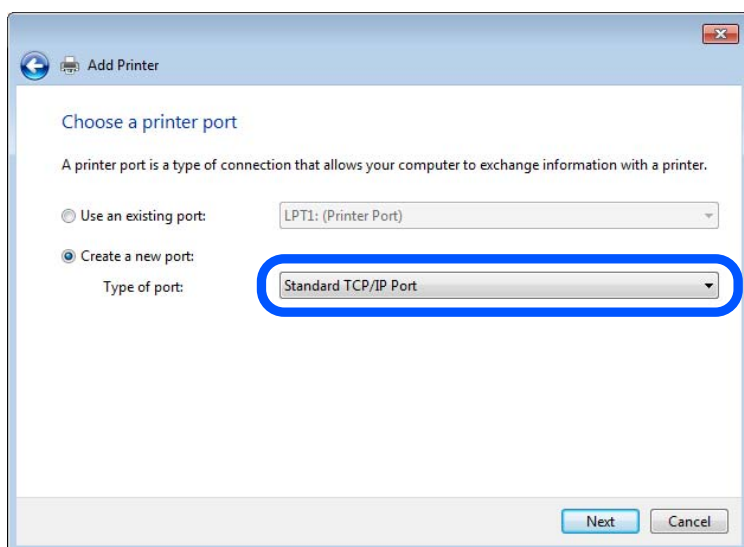 Add Printer
Choose a printer port
A printer port is a type of connection that allows your computer to exchange information with a printer.
Use an existing port: LPT1: (Printer Port)
Create a new port:
Type of port: Standard TCP/IP Port
Next Cancel